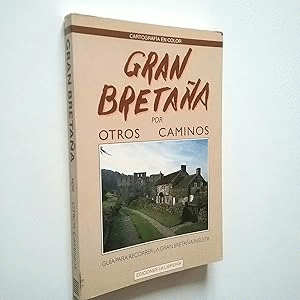 CARTOGRAFÍA EN COLOR
GRAN
BRETAÑA
POR
OTROS CAMINOS
GUÍA PARA RECORRER LA GRAN BRETAÑA INSÓLITA
EDICIONES LA LIBRERÍA
GRAN BRETAÑA POR OTROS CAMINOS